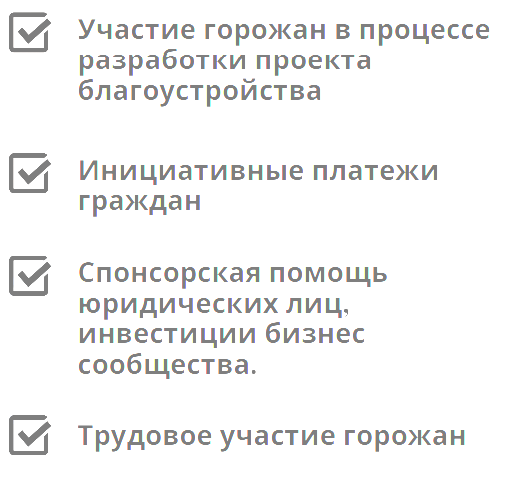 Участие горожан в процессе
разработки проекта
благоустройства
Инициативные платежи
граждан
Спонсорская помощь
юридических лиц,
инвестиции бизнес
сообщества.
Трудовое участие горожан